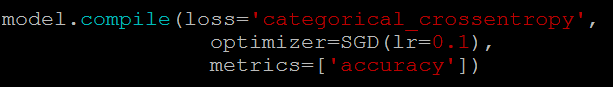 model.compile(loss='categorical_crossentropy',
optimizer=SGD(lr=0.1),
metrics=['accuracy'])